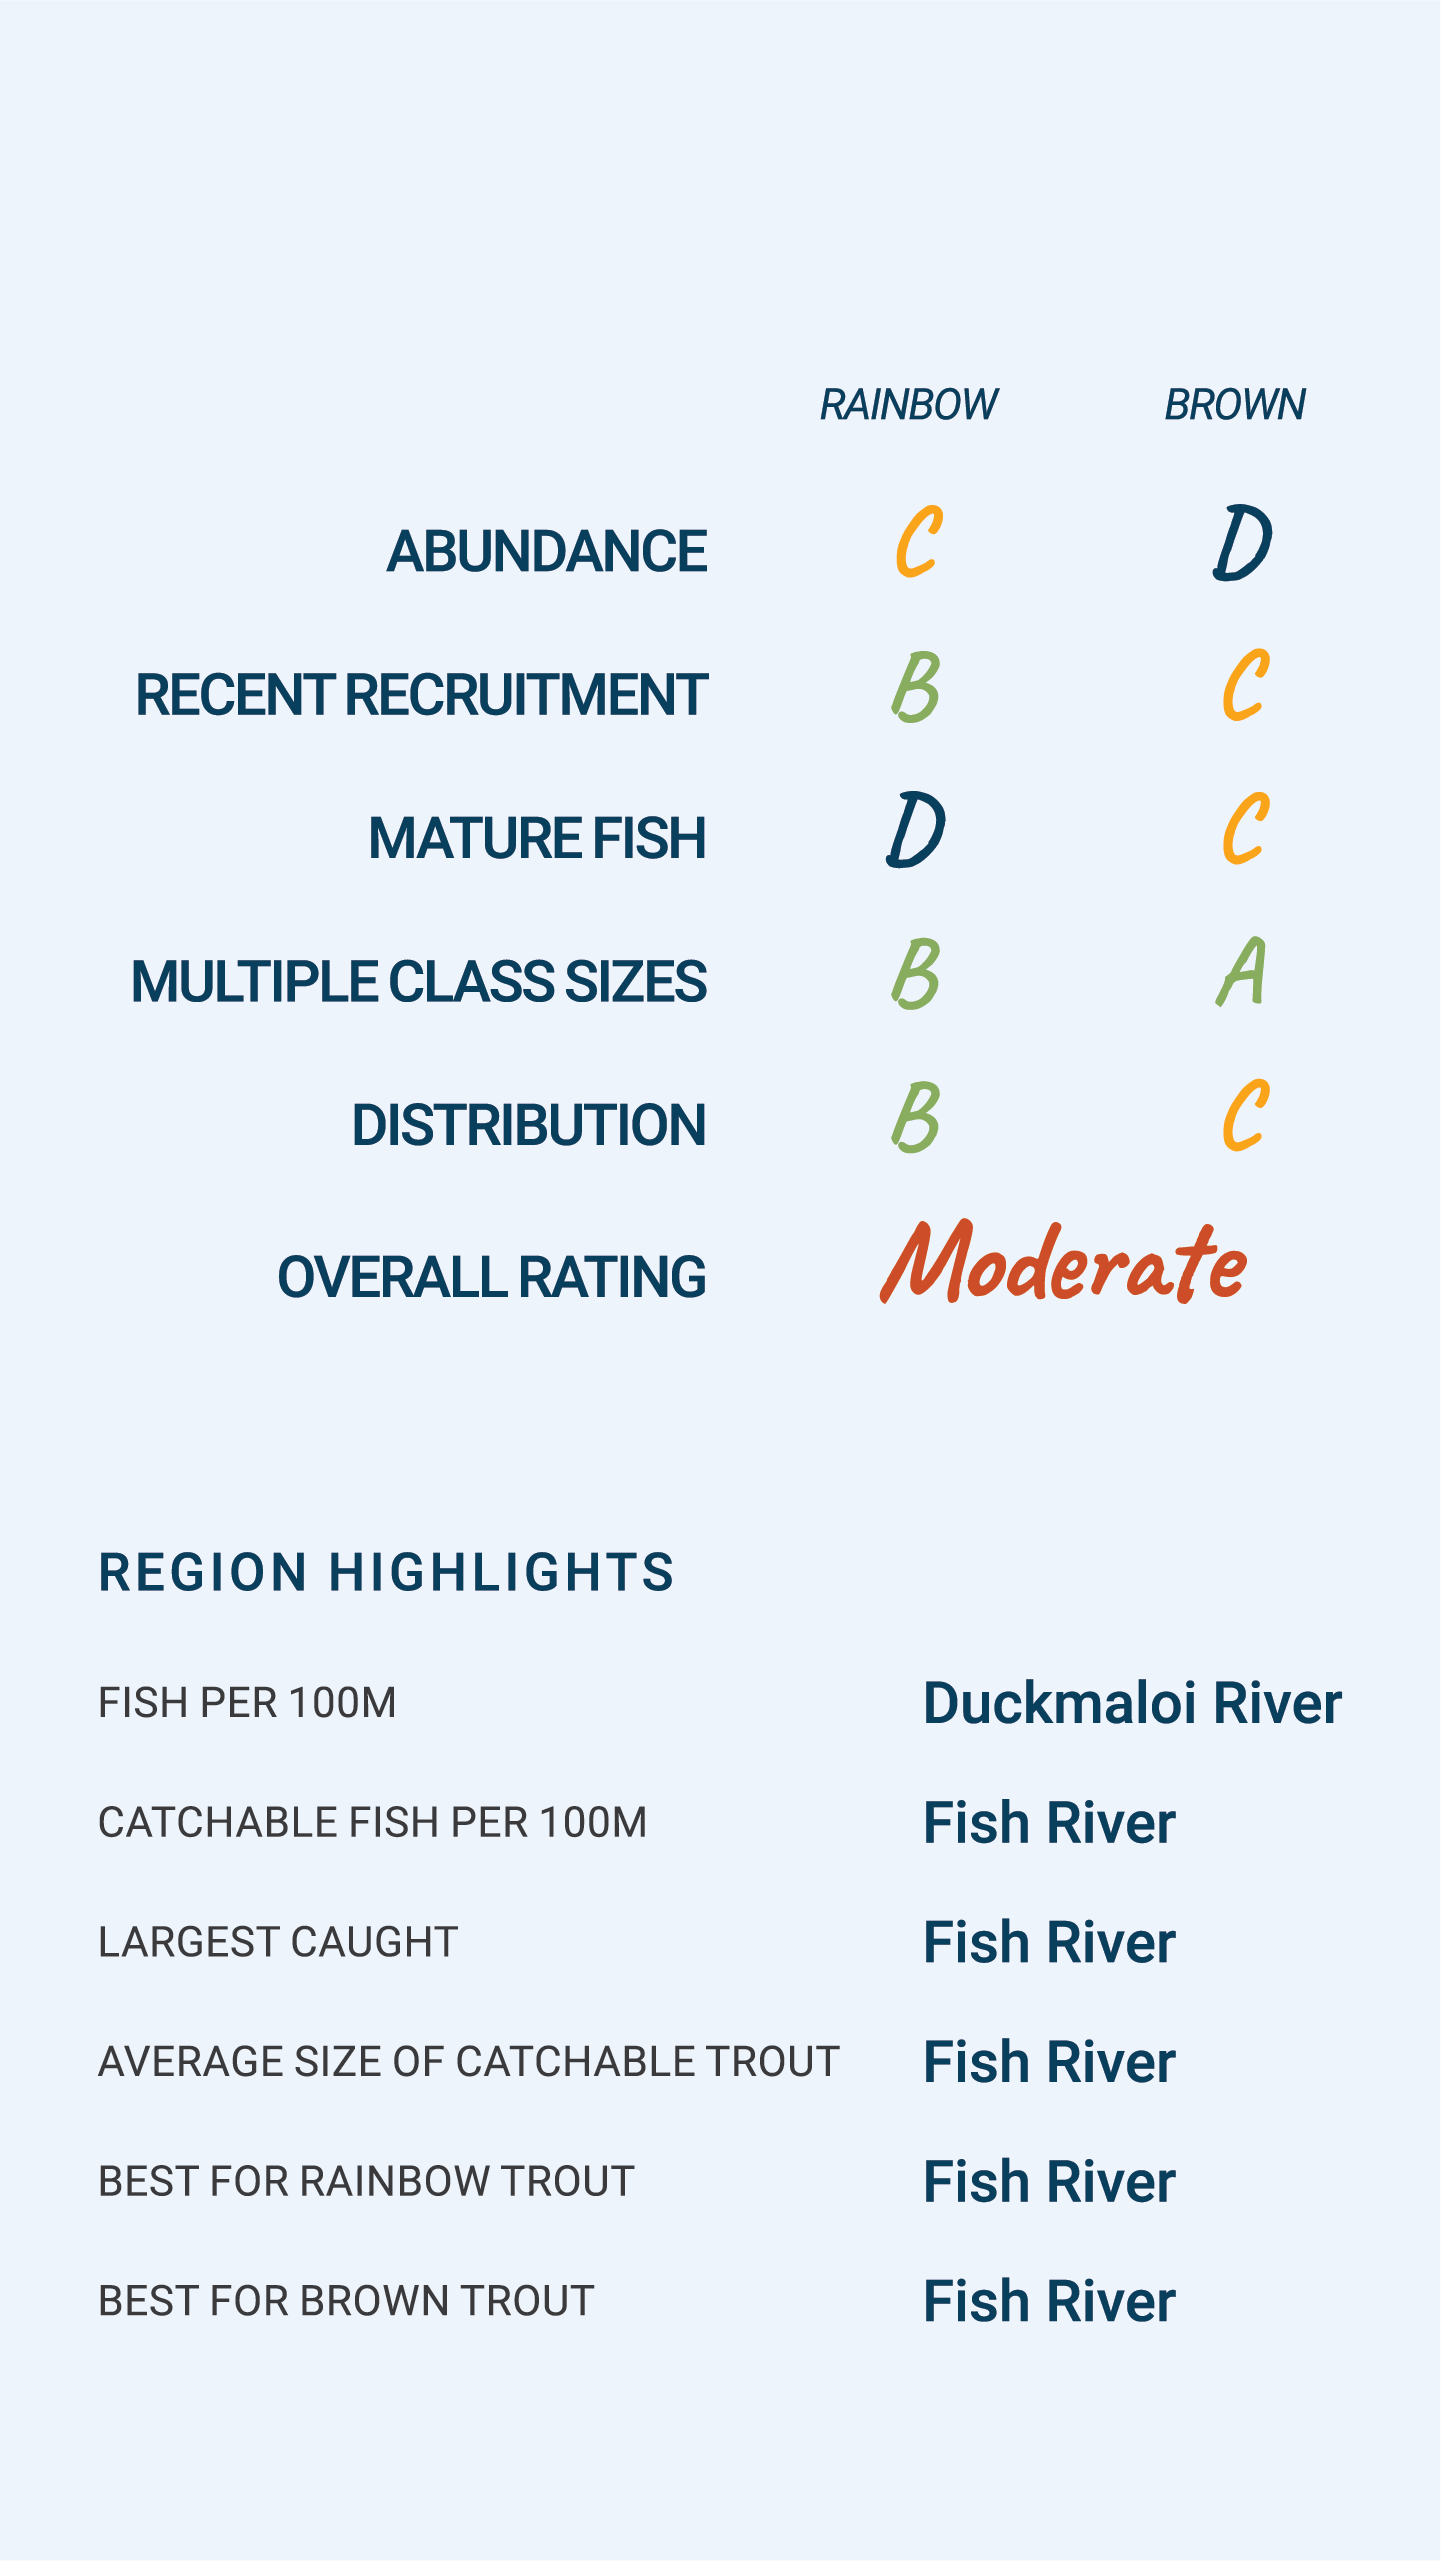 RAINBOW BROWN
ABUNDANCE C D
RECENT RECRUITMENT B C
MATURE FISH D C
MULTIPLE CLASS SIZES B A
DISTRIBUTION B C
OVERALL RATING Moderate
REGION HIGHLIGHTS
FISH PER 100M Duckmaloi River
CATCHABLE FISH PER 100M Fish River
LARGEST CAUGHT Fish River
AVERAGE SIZE OF CATCHABLE TROUT Fish River
BEST FOR RAINBOW TROUT Fish River
BEST FOR BROWN TROUT Fish River